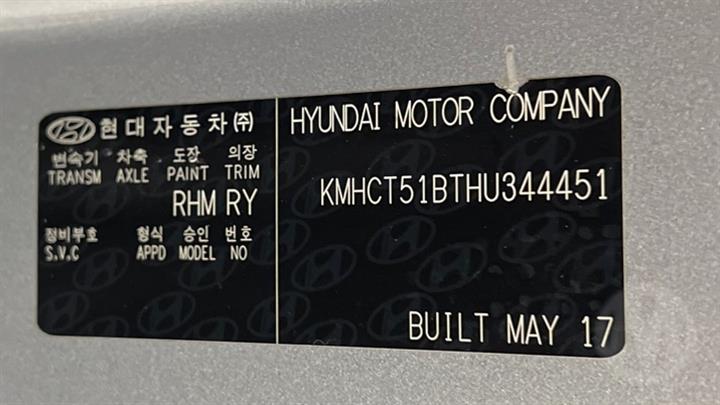 현대자동차㈜
변속기 차축 도장 의장
TRANSM AXLE PAINT TRIM
RHM RY
정비부호 형식 승인 번호
S.V.C APPD MODEL NO
HYUNDAI MOTOR COMPANY
KMHCT51BTHU344451
BUILT MAY 17